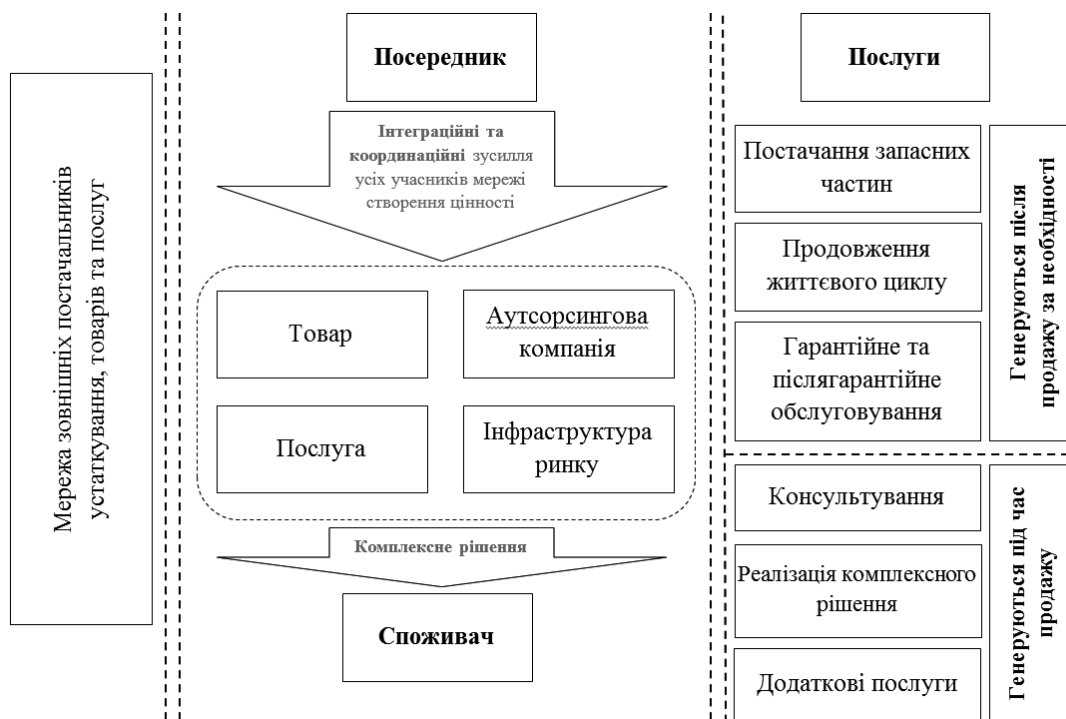 Мережа зовнішніх постачальників
устаткування, товарів та послуг
Посередник
Інтеграційні та
координаційні зусилля
усіх учасників мережі
створення цінності
Товар
Аутсорсингова
компанія
Послуга
Інфраструктура
ринку
Комплексне рішення
Споживач
Послуги
Постачання запасних
частин
Продовження
життєвого циклу
Гарантійне та
післягарантійне
обслуговування
Генеруються після
продажу за необхідності
Консультування
Реалізація комплексного
рішення
Додаткові послуги
Генеруються під час
продажу